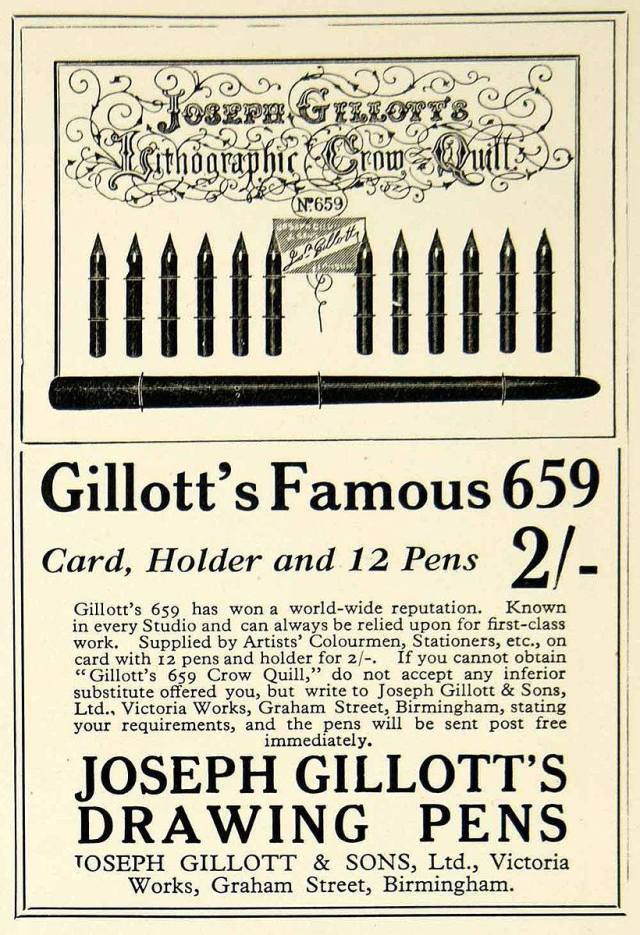 JOSEPH GILLOTT'S
Lithographic Crow Quill
No. 659
JOSEPH GILLOTT
Jos. Gillott
Gillott's Famous 659
Card, Holder and 12 Pens 2/-
Gillott's 659 has won a world-wide reputation. Known
in every Studio and can always be relied upon for first-class
work. Supplied by Artists' Colourmen, Stationers, etc., on
card with 12 pens and holder for 2/-. If you cannot obtain
"Gillott's 659 Crow Quill," do not accept any inferior
substitute offered you, but write to Joseph Gillott & Sons,
Ltd., Victoria Works, Graham Street, Birmingham, stating
your requirements, and the pens will be sent post free
immediately.
JOSEPH GILLOTT'S
DRAWING PENS
JOSEPH GILLOTT & SONS, Ltd., Victoria
Works, Graham Street, Birmingham.